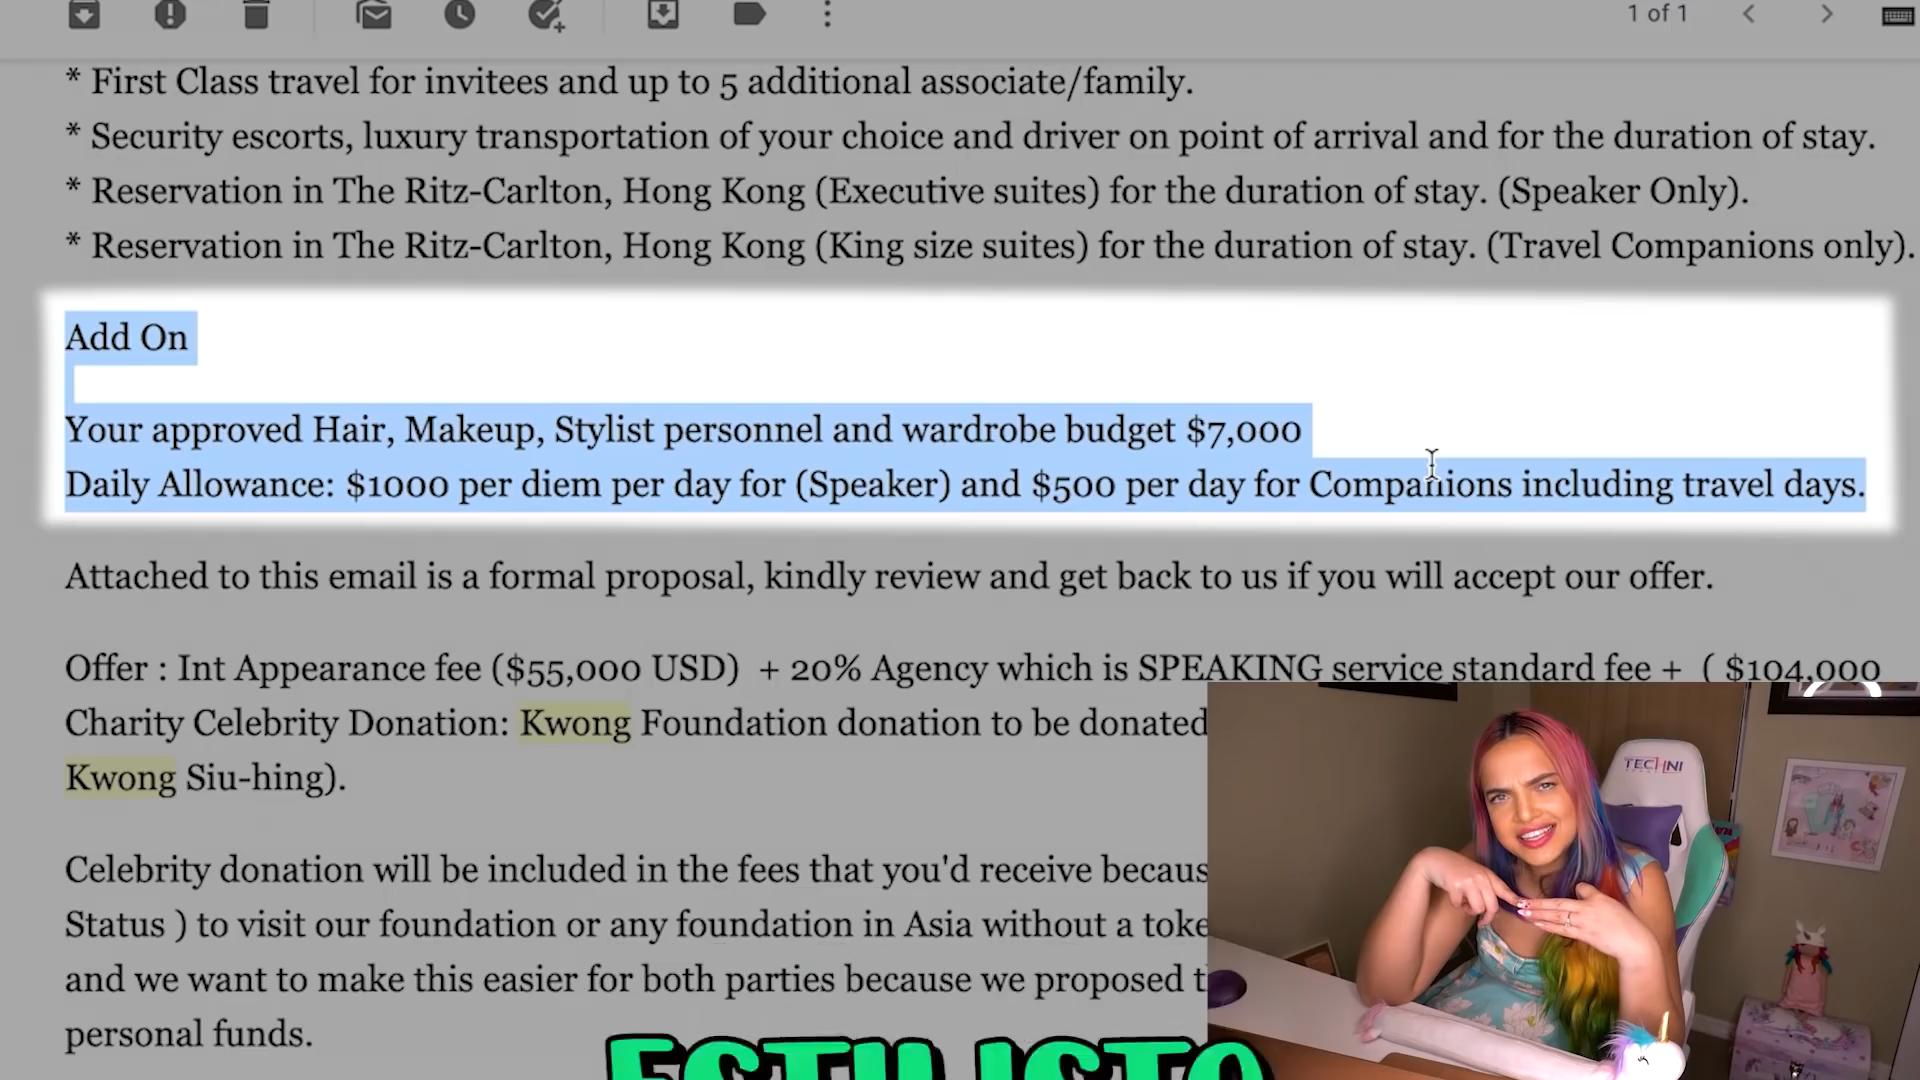 1 of 1
* First Class travel for invitees and up to 5 additional associate/family.
* Security escorts, luxury transportation of your choice and driver on point of arrival and for the duration of stay.
* Reservation in The Ritz-Carlton, Hong Kong (Executive suites) for the duration of stay. (Speaker Only).
* Reservation in The Ritz-Carlton, Hong Kong (King size suites) for the duration of stay. (Travel Companions only).
Add On
Your approved Hair, Makeup, Stylist personnel and wardrobe budget $7,000
Daily Allowance: $1000 per diem per day for (Speaker) and $500 per day for Companions including travel days.
Attached to this email is a formal proposal, kindly review and get back to us if you will accept our offer.
Offer : Int Appearance fee ($55,000 USD) + 20% Agency which is SPEAKING service standard fee + ( $104,000
Charity Celebrity Donation: Kwong Foundation donation to be donated
Kwong Siu-hing).
Celebrity donation will be included in the fees that you'd receive becaus
Status ) to visit our foundation or any foundation in Asia without a toke
and we want to make this easier for both parties because we proposed t
personal funds.
TECHNI
ESTILISTO